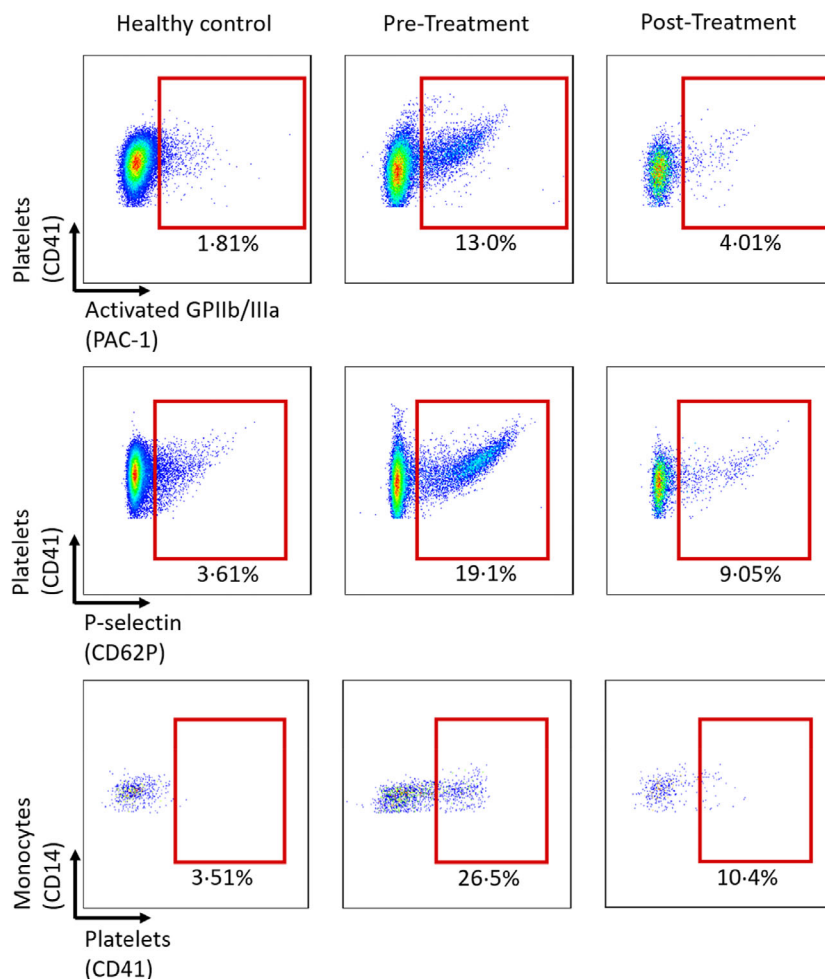 Healthy control
Pre-Treatment
Post-Treatment
Platelets
(CD41)
1·81%
13·0%
4·01%
Activated GPIIb/IIIa
(PAC-1)
Platelets
(CD41)
3·61%
19·1%
9·05%
P-selectin
(CD62P)
Monocytes
(CD14)
3·51%
26·5%
10·4%
Platelets
(CD41)